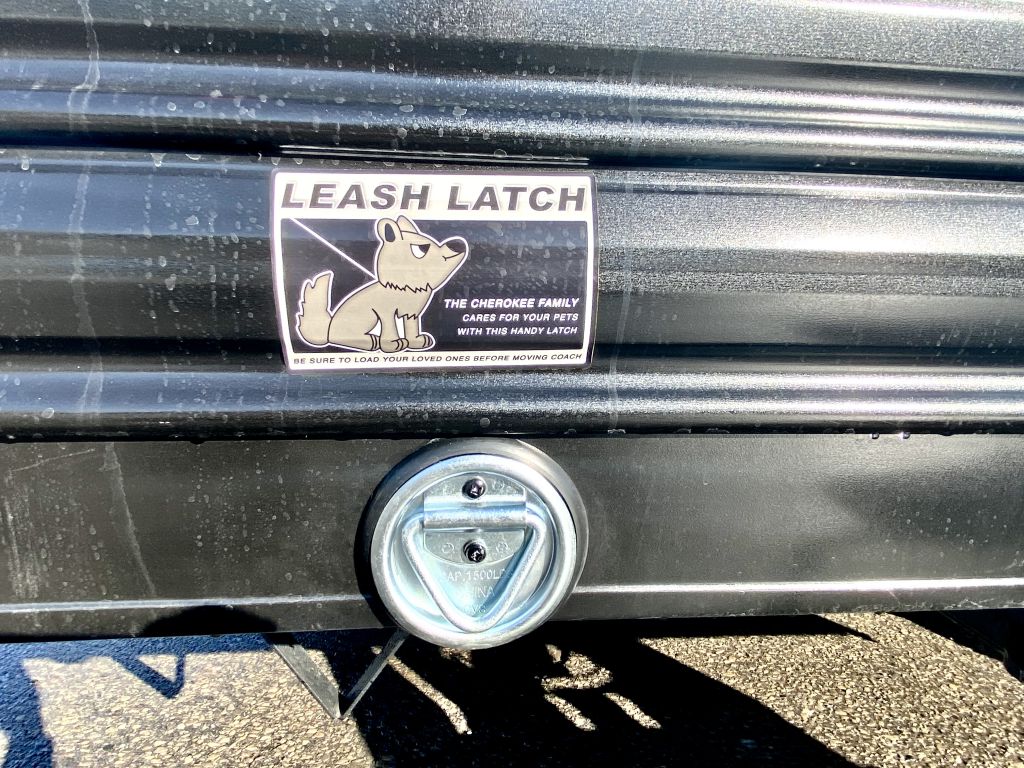 LEASH LATCH
THE CHEROKEE FAMILY
CARES FOR YOUR PETS
WITH THIS HANDY LATCH
BE SURE TO LOAD YOUR LOVED ONES BEFORE MOVING COACH